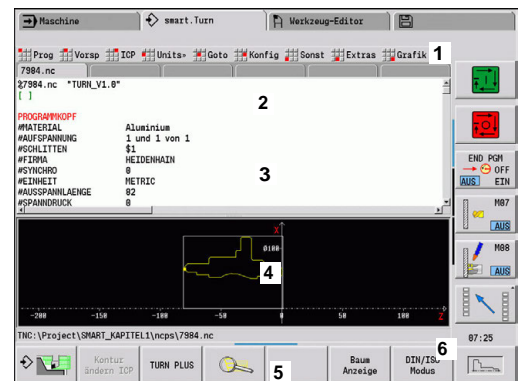 Maschine smart.Turn Werkzeug-Editor
Prog Vorsp ICP Units» Goto Konfig Sonst Extras Grafik 1
7984.nc
%7984.nc "TURN_V1.0"
[ ]
2
PROGRAMMKOPF
#MATERIAL Aluminium
#AUFSPANNUNG 1 und 1 von 1
#SCHLITTEN $1
#FIRMA HEIDENHAIN
3
#SYNCHRO 0
#EINHEIT METRIC
#AUSSPANNLAENGE 82
#SPANNDRUCK 0
X
0100
4
-200 -150 -100 -50 0 50 100 Z
TNC:\Project\SMART_KAPITEL1\ncps\7984.nc
Kontur
ändern ICP
TURN PLUS
5
Baum
Anzeige
DIN/ISO
Modus
6
END PGM
OFF
AUS EIN
M07
AUS
M08
AUS
07:25